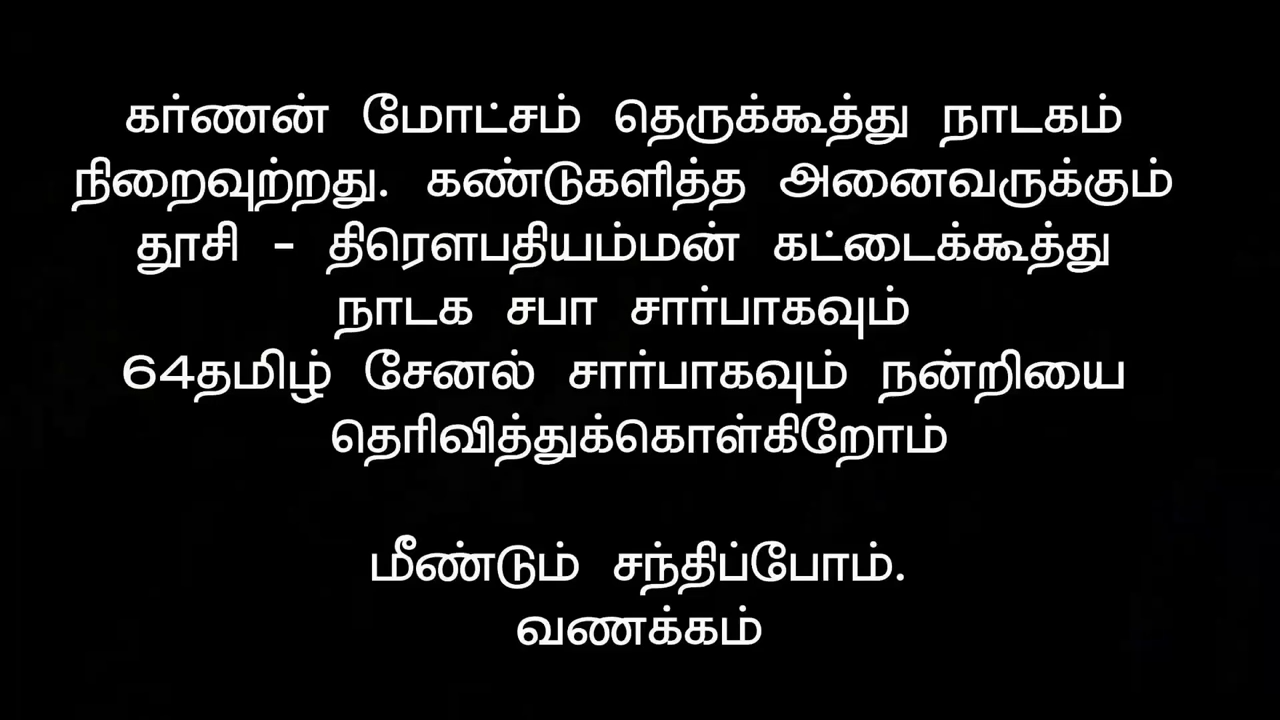 கர்ணன் மோட்சம் தெருக்கூத்து நாடகம்
நிறைவுற்றது. கண்டுகளித்த அனைவருக்கும்
தூசி - திரௌபதியம்மன் கட்டைக்கூத்து
நாடக சபா சார்பாகவும்
64தமிழ் சேனல் சார்பாகவும் நன்றியை
தெரிவித்துக்கொள்கிறோம்
மீண்டும் சந்திப்போம்.
வணக்கம்